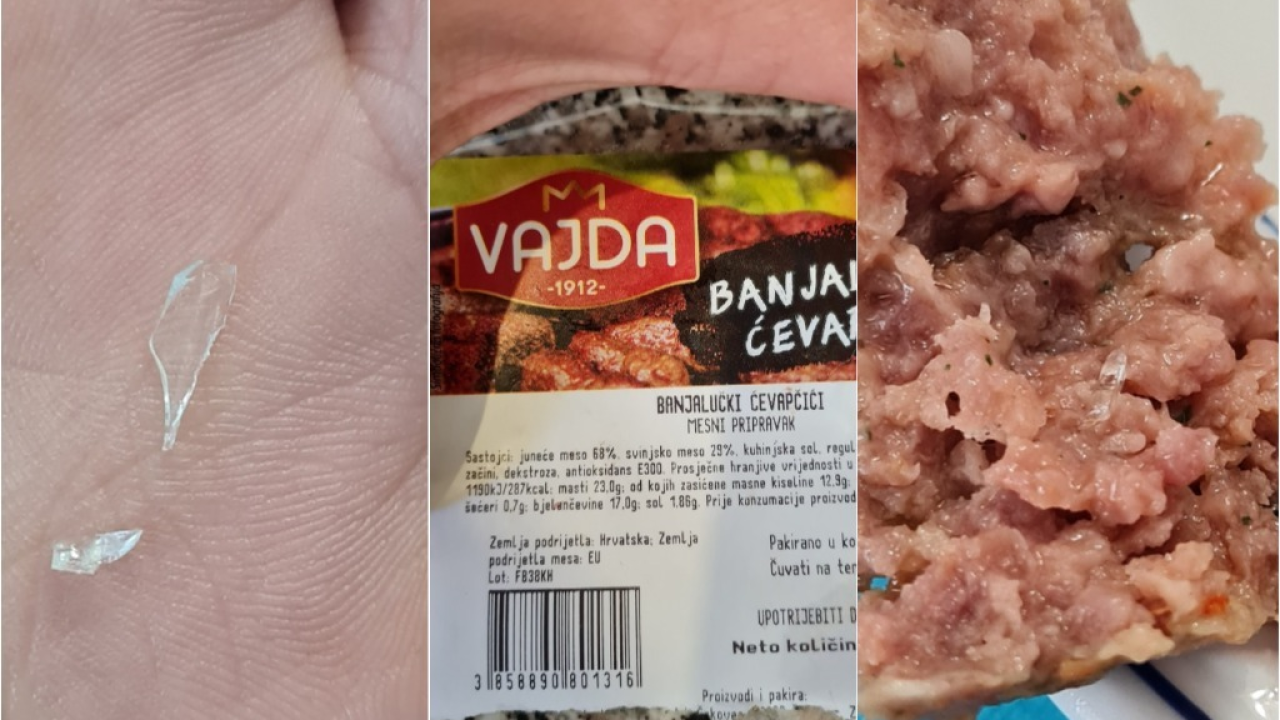 VAJDA
-1912-
BANJAL
ĆEVAP
BANJALUČKI ĆEVAPČIĆI
MESNI PRIPRAVAK
Sastojci: juneće meso 68%, svinjsko meso 29%, kuhinjska sol, regul
začini, dekstroza, antioksidans E300. Prosječne hranjive vrijednosti u
1190kJ/287kcal; masti 23,0g; od kojih zasićene masne kiseline 12,9g;
šećeri 0,7g; bjelančevine 17,0g; sol 1,86g. Prije konzumacije proizvod
Zemlja podrijetla: Hrvatska; Zemlja
podrijetla mesa: EU
Lot: FB38KH
Pakirano u ko
Čuvati na te
UPOTRIJEBITI D
Neto količin
3 858890 801316
Proizvodi i pakira: